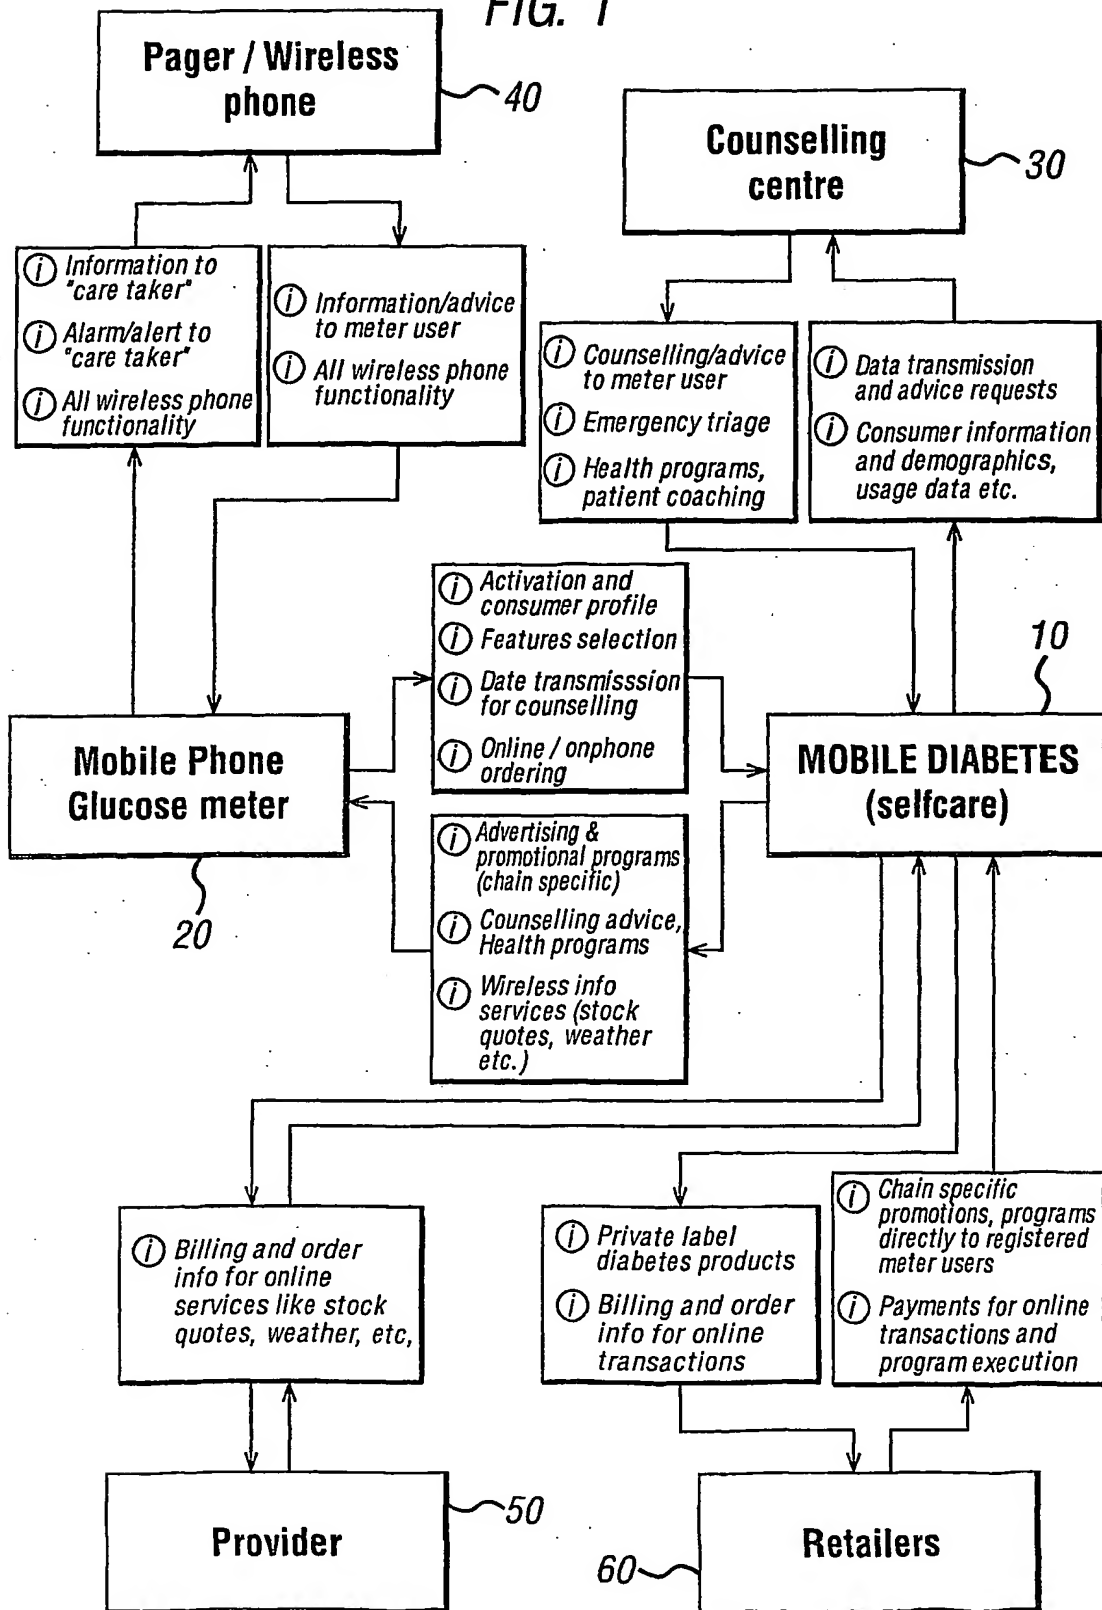 FIG. 1
Pager / Wireless
phone
40
Counselling
centre
30
i Information to
"care taker"
i Alarm/alert to
"care taker"
i All wireless phone
functionality
i Information/advice
to meter user
i All wireless phone
functionality
i Counselling/advice
to meter user
i Emergency triage
i Health programs,
patient coaching
i Data transmission
and advice requests
i Consumer information
and demographics,
usage data etc.
i Activation and
consumer profile
i Features selection
i Date transmisssion
for counselling
i Online / onphone
ordering
10
Mobile Phone
Glucose meter
20
MOBILE DIABETES
(selfcare)
i Advertising &
promotional programs
(chain specific)
i Counselling advice,
Health programs
i Wireless info
services (stock
quotes, weather
etc.)
i Billing and order
info for online
services like stock
quotes, weather, etc,
i Private label
diabetes products
i Billing and order
info for online
transactions
i Chain specific
promotions, programs
directly to registered
meter users
i Payments for online
transactions and
program execution
Provider
50
Retailers
60